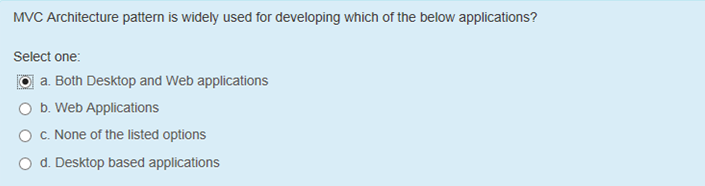 MVC Architecture pattern is widely used for developing which of the below applications?
Select one:
a. Both Desktop and Web applications
b. Web Applications
c. None of the listed options
d. Desktop based applications